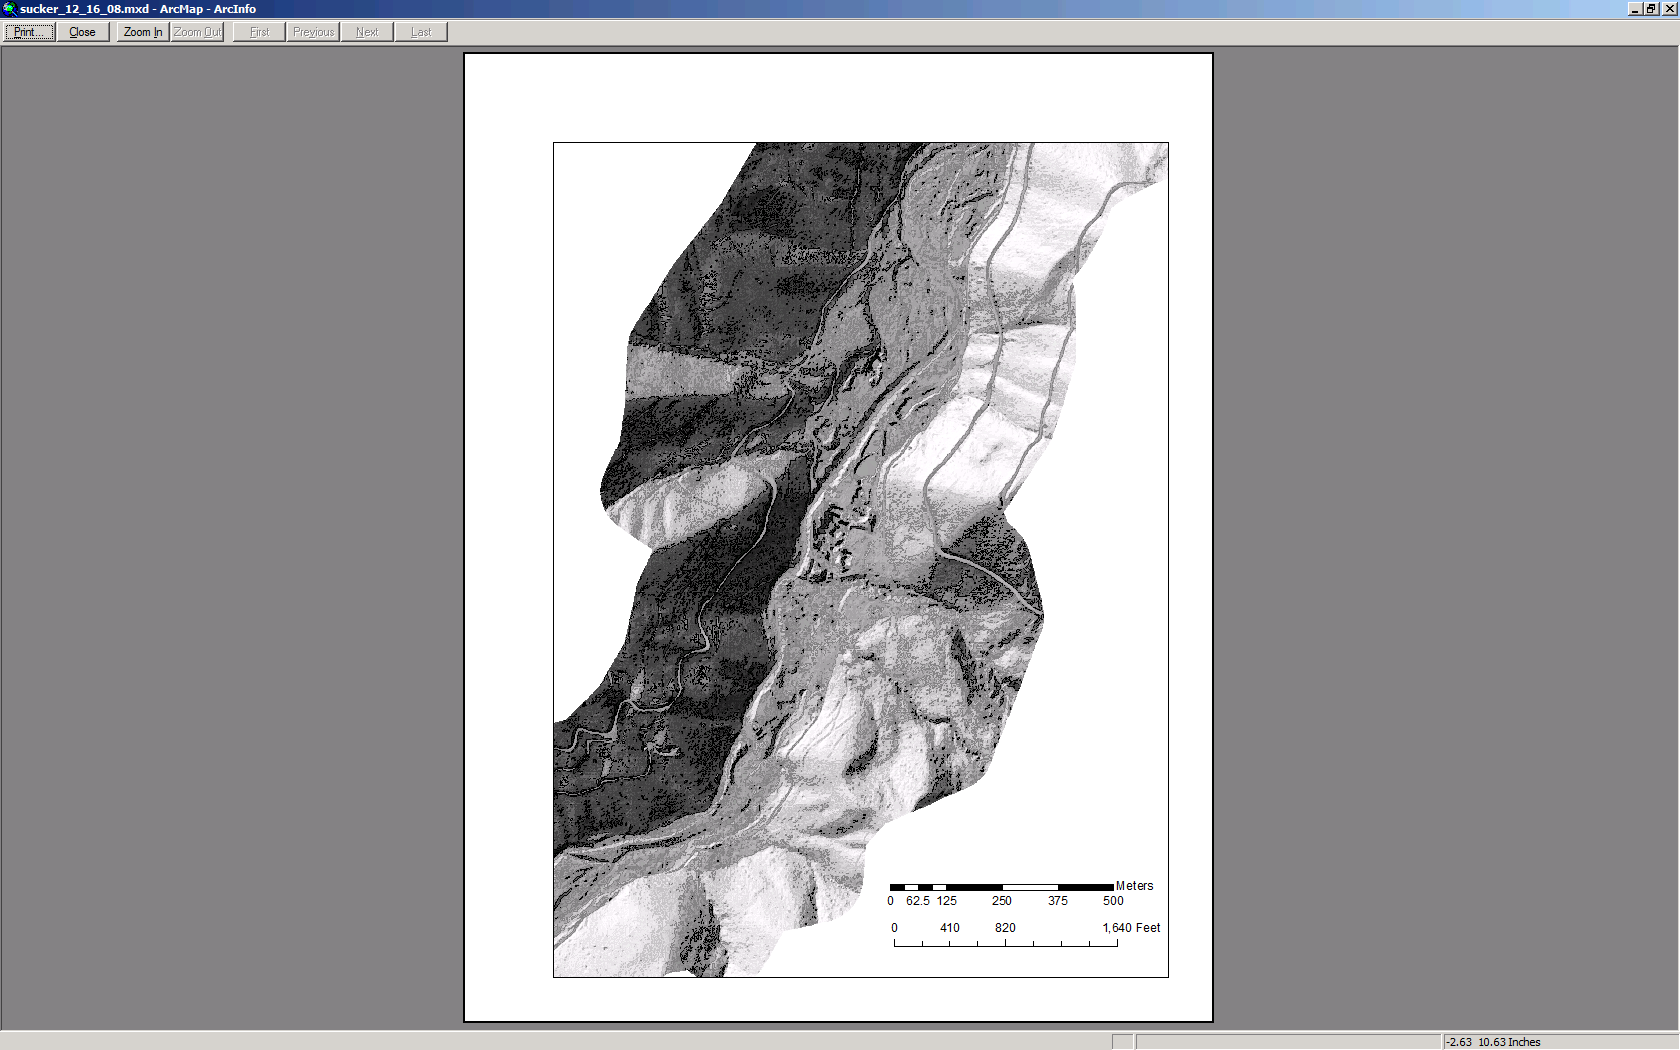 sucker_12_16_08.mxd - ArcMap - ArcInfo
Print... Close Zoom In Zoom Out First Previous Next Last
Meters
0 62.5 125 250 375 500
0 410 820 1,640 Feet
-2.63 10.63 Inches